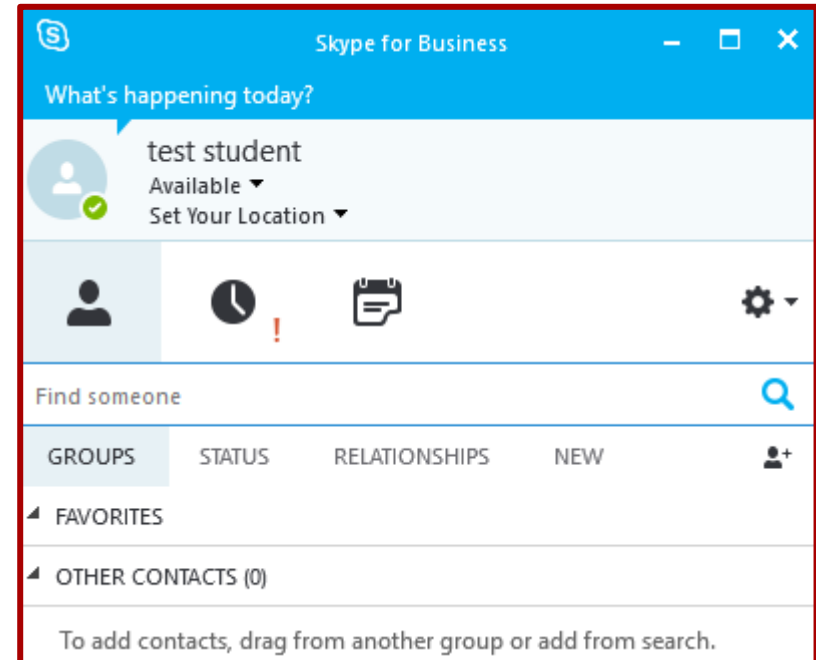 Skype for Business
What's happening today?
test student
Available
Set Your Location
!
Find someone
GROUPS STATUS RELATIONSHIPS NEW
FAVORITES
OTHER CONTACTS (0)
To add contacts, drag from another group or add from search.